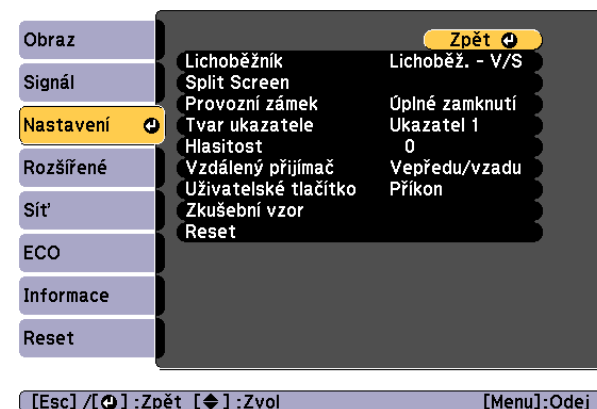 Obraz
Signál
Nastavení
Rozšířené
Síť
ECO
Informace
Reset
Zpět
Lichoběžník Lichoběž. - V/S
Split Screen
Provozní zámek Úplné zamknutí
Tvar ukazatele Ukazatel 1
Hlasitost 0
Vzdálený přijímač Vepředu/vzadu
Uživatelské tlačítko Příkon
Zkušební vzor
Reset
[Esc] /[ ] :Zpět [ ] :Zvol [Menu]:Odej